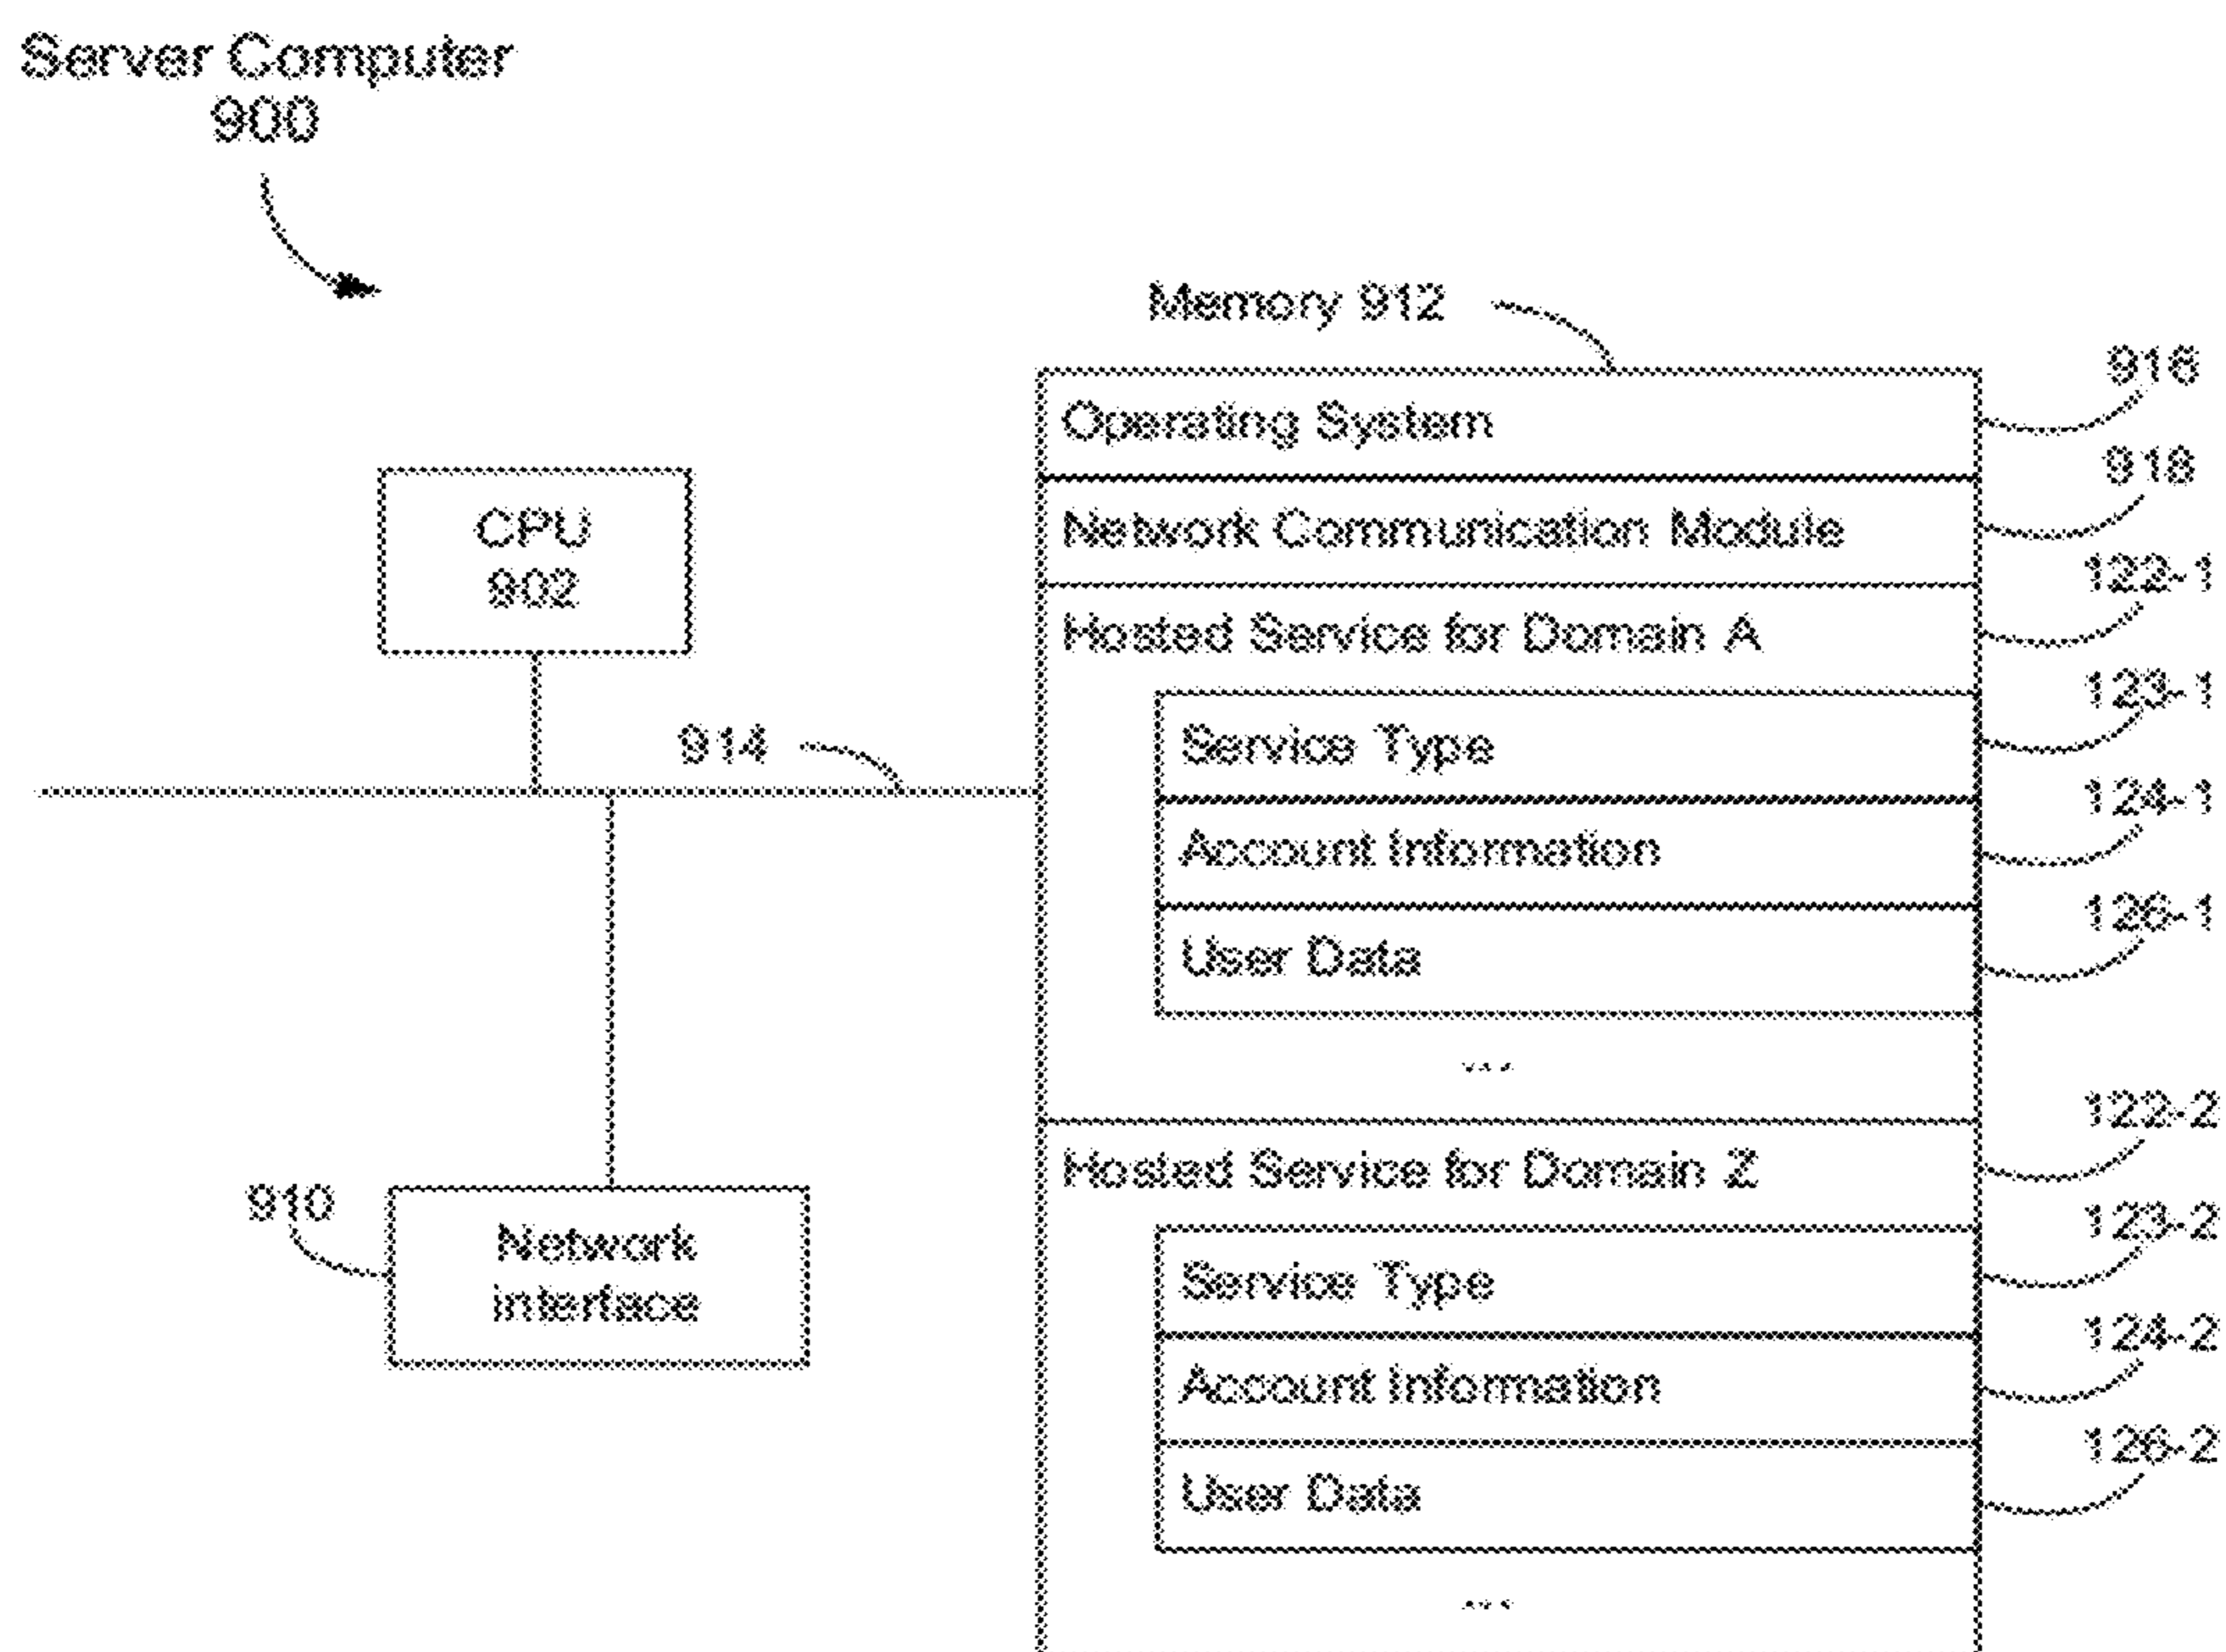 Server Computer
900
Memory 912
916
Operating System
918
CPU
902
Network Communication Module
122-1
Hosted Service for Domain A
123-1
914
Service Type
124-1
Account Information
126-1
User Data
...
122-2
Hosted Service for Domain Z
910
Network
interface
123-2
Service Type
124-2
Account Information
126-2
User Data
...